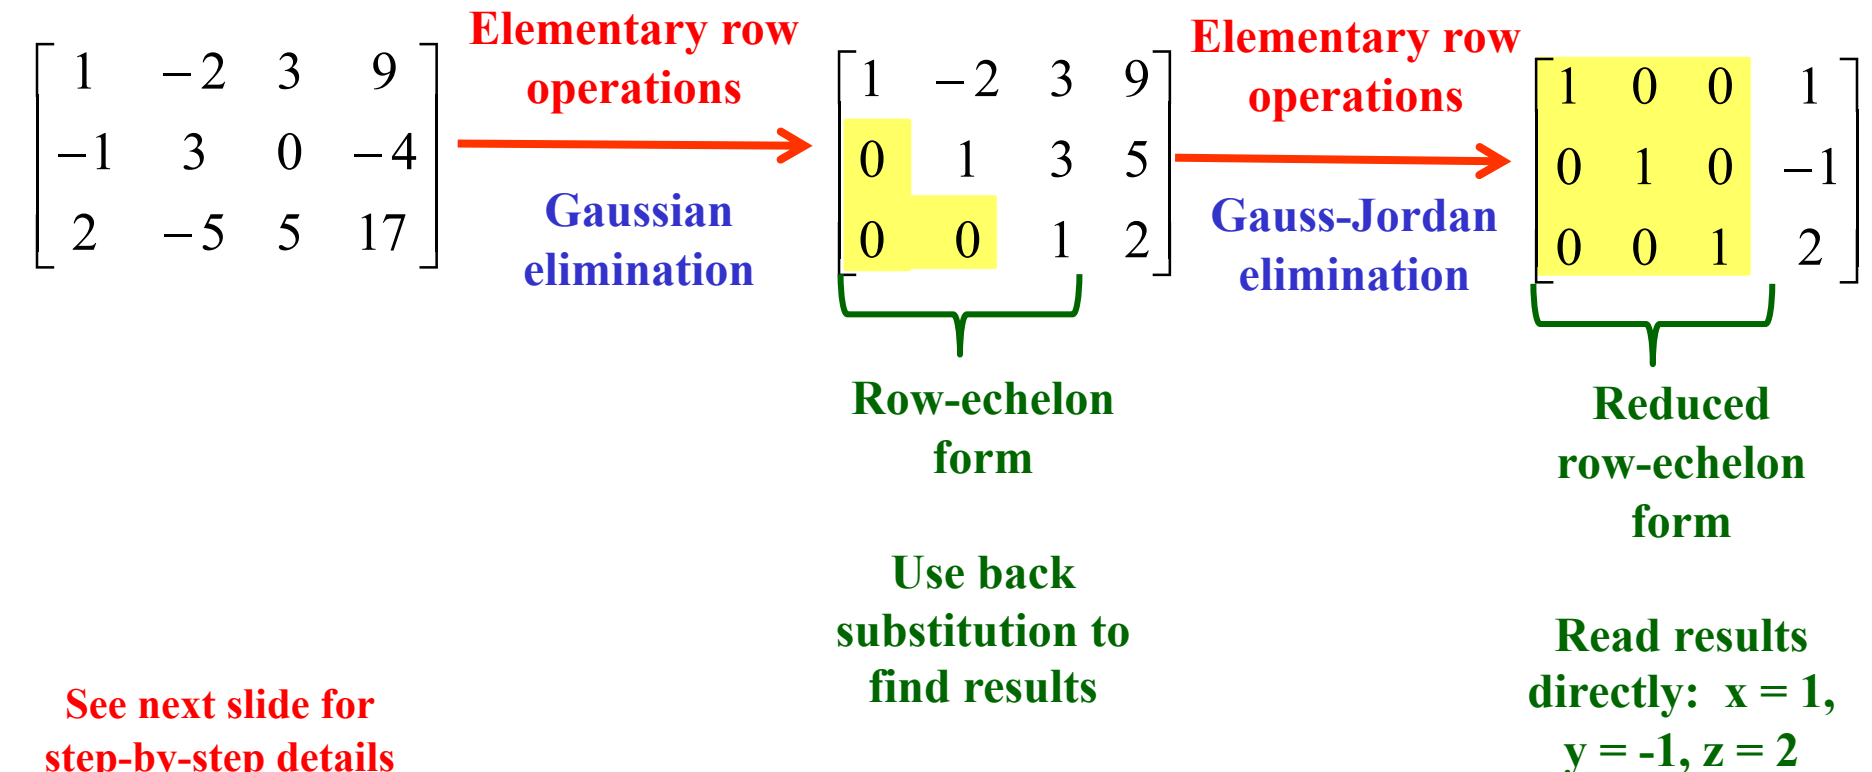 1 −2 3 9
−1 3 0 −4
2 −5 5 17
Elementary row
operations
Gaussian
elimination
1 −2 3 9
0 1 3 5
0 0 1 2
Elementary row
operations
Gauss-Jordan
elimination
1 0 0 1
0 1 0 −1
0 0 1 2
Row-echelon
form
Use back
substitution to
find results
Reduced
row-echelon
form
Read results
directly: x = 1,
y = -1, z = 2
See next slide for
step-by-step details